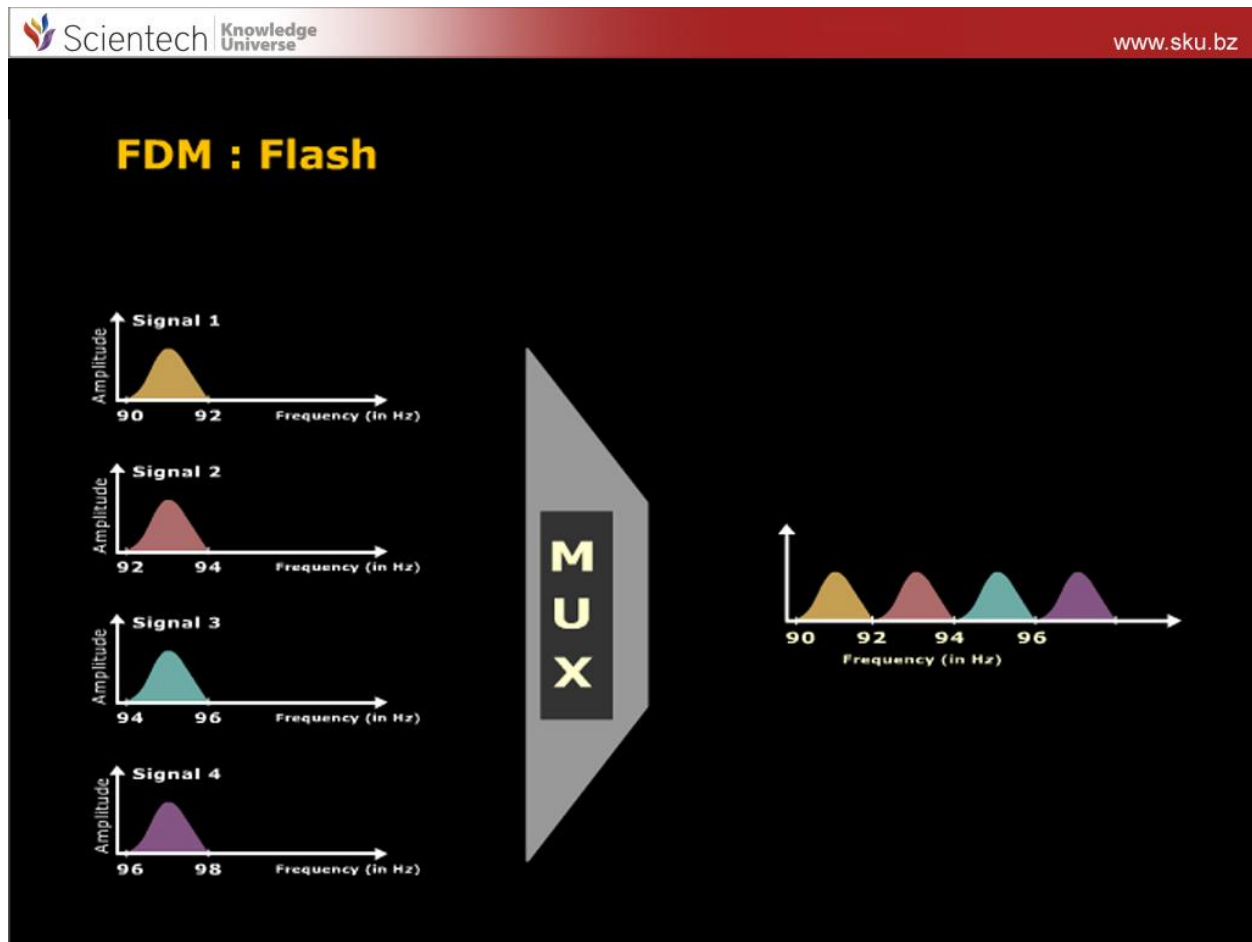 Scientech Knowledge Universe
www.sku.bz
FDM : Flash
Signal 1
Amplitude
90 92 Frequency (in Hz)
Signal 2
Amplitude
92 94 Frequency (in Hz)
Signal 3
Amplitude
94 96 Frequency (in Hz)
Signal 4
Amplitude
96 98 Frequency (in Hz)
M
U
X
90 92 94 96
Frequency (in Hz)